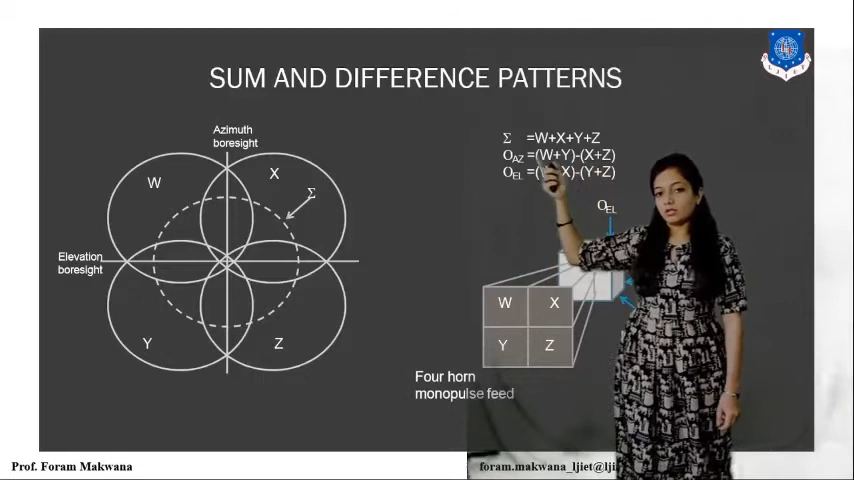 SUM AND DIFFERENCE PATTERNS
Azimuth
boresight
W
X
Σ
Elevation
boresight
Y
Z
Σ =W+X+Y+Z
O_AZ =(W+Y)-(X+Z)
O_EL =( X)-(Y+Z)
O_EL
W
X
Y
Z
Four horn
monopulse feed
LJIET
Prof. Foram Makwana
foram.makwana_ljiet@lji